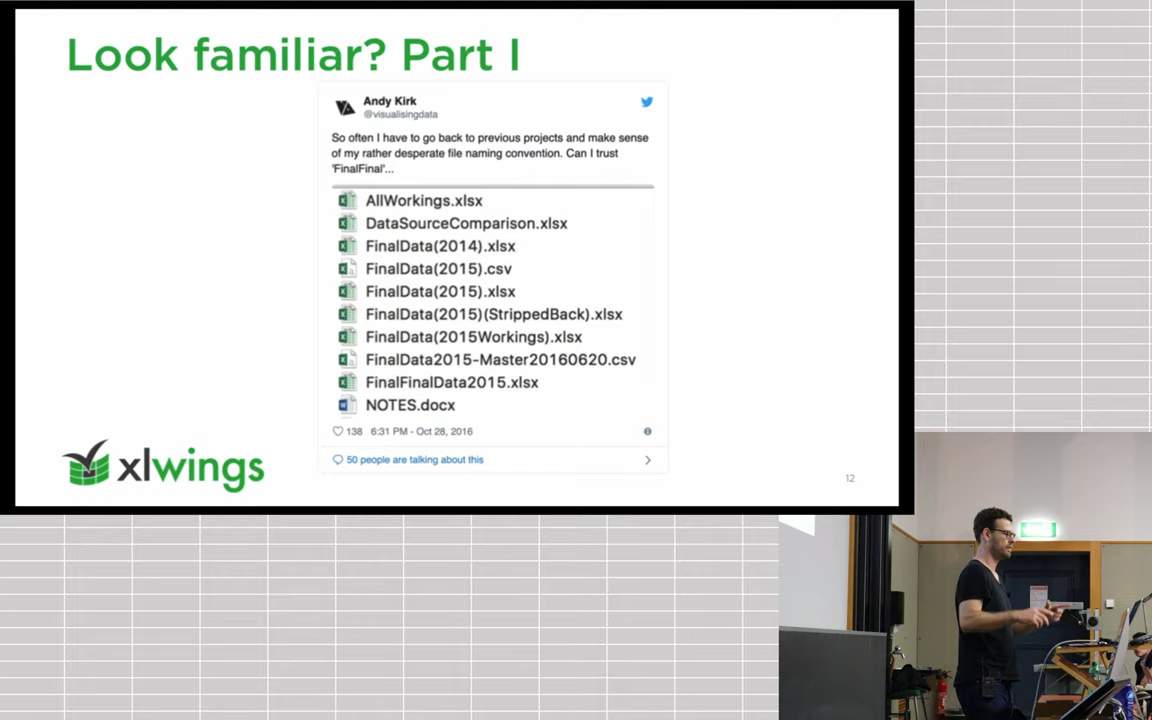 Look familiar? Part I
Andy Kirk
@visualisingdata
So often I have to go back to previous projects and make sense
of my rather desperate file naming convention. Can I trust
'FinalFinal'...
AllWorkings.xlsx
DataSourceComparison.xlsx
FinalData(2014).xlsx
FinalData(2015).csv
FinalData(2015).xlsx
FinalData(2015)(StrippedBack).xlsx
FinalData(2015Workings).xlsx
FinalData2015-Master20160620.csv
FinalFinalData2015.xlsx
NOTES.docx
138 6:31 PM - Oct 28, 2016
50 people are talking about this
xlwings
12